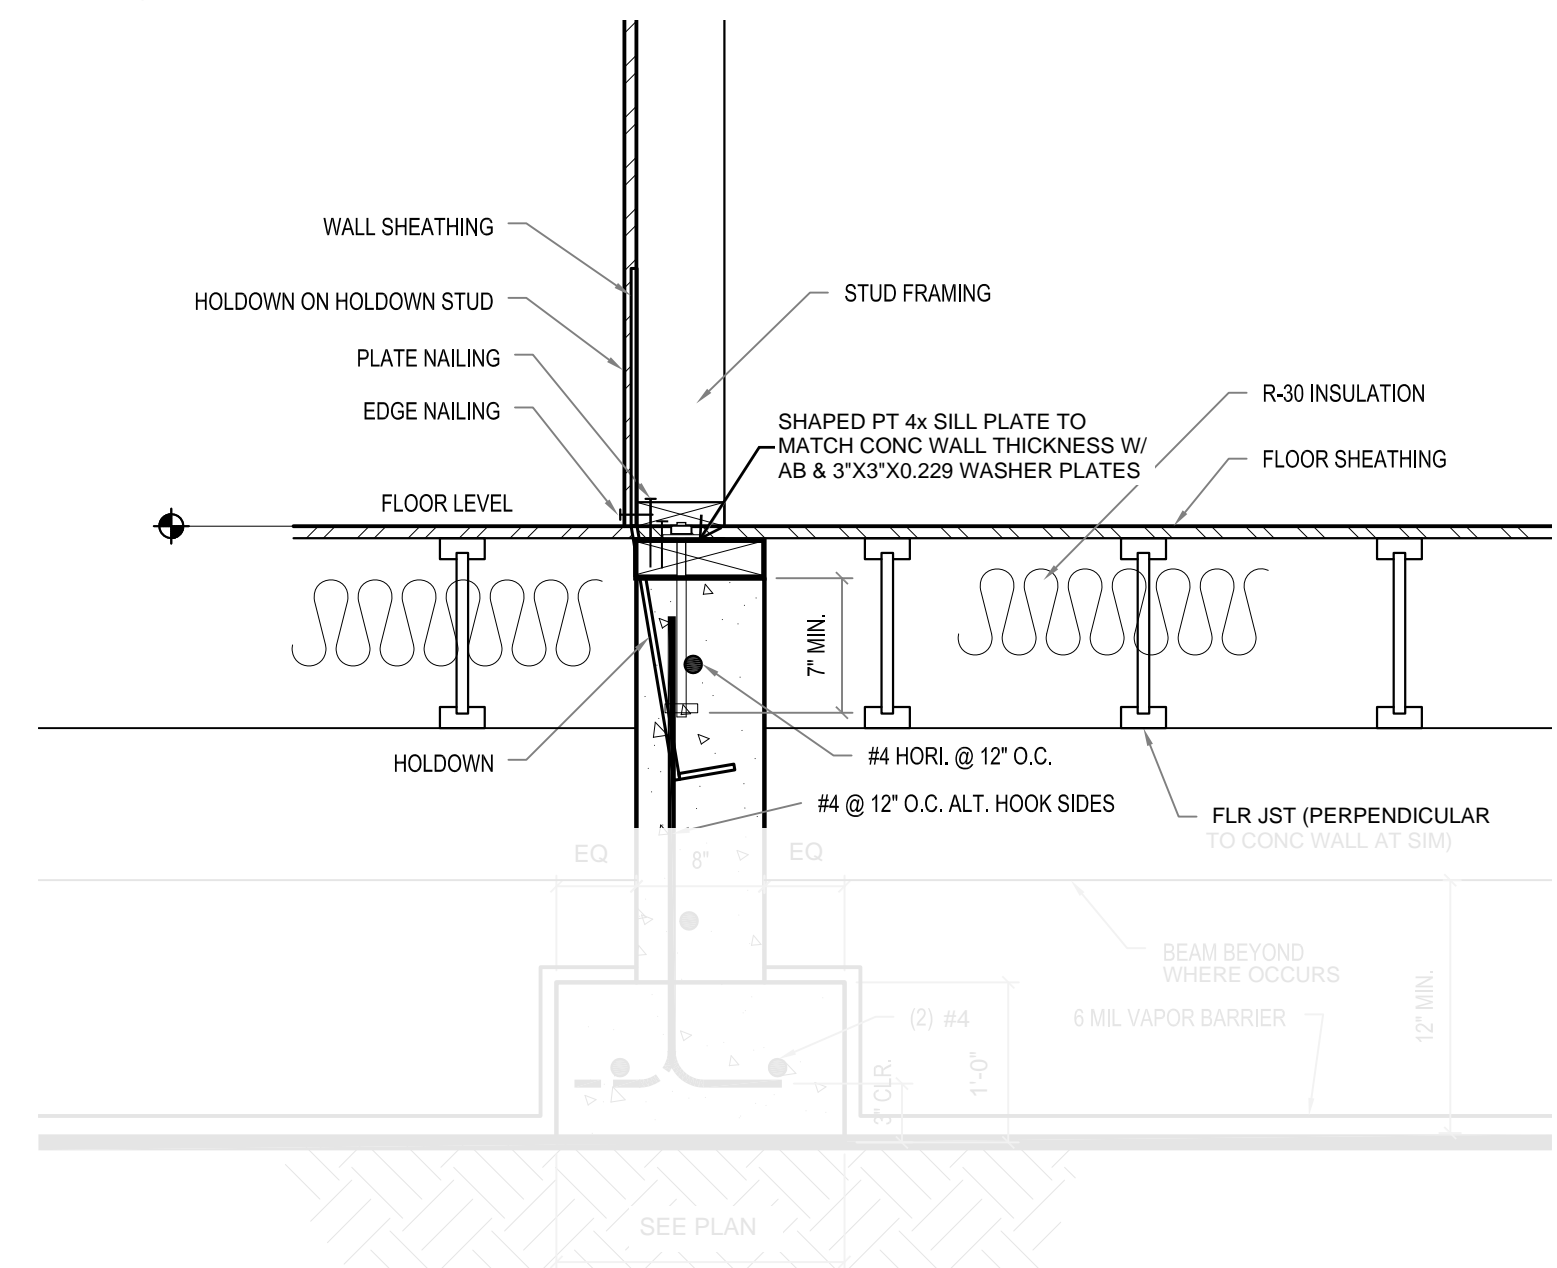 WALL SHEATHING
HOLDOWN ON HOLDOWN STUD
PLATE NAILING
EDGE NAILING
FLOOR LEVEL
STUD FRAMING
SHAPED PT 4x SILL PLATE TO
MATCH CONC WALL THICKNESS W/
AB & 3"X3"X0.229 WASHER PLATES
R-30 INSULATION
FLOOR SHEATHING
7" MIN.
HOLDOWN
#4 HORI. @ 12" O.C.
#4 @ 12" O.C. ALT. HOOK SIDES
FLR JST (PERPENDICULAR
TO CONC WALL AT SIM)
EQ
8"
EQ
BEAM BEYOND
WHERE OCCURS
12" MIN.
6 MIL VAPOR BARRIER
(2) #4
1'-0"
3" CLR.
SEE PLAN